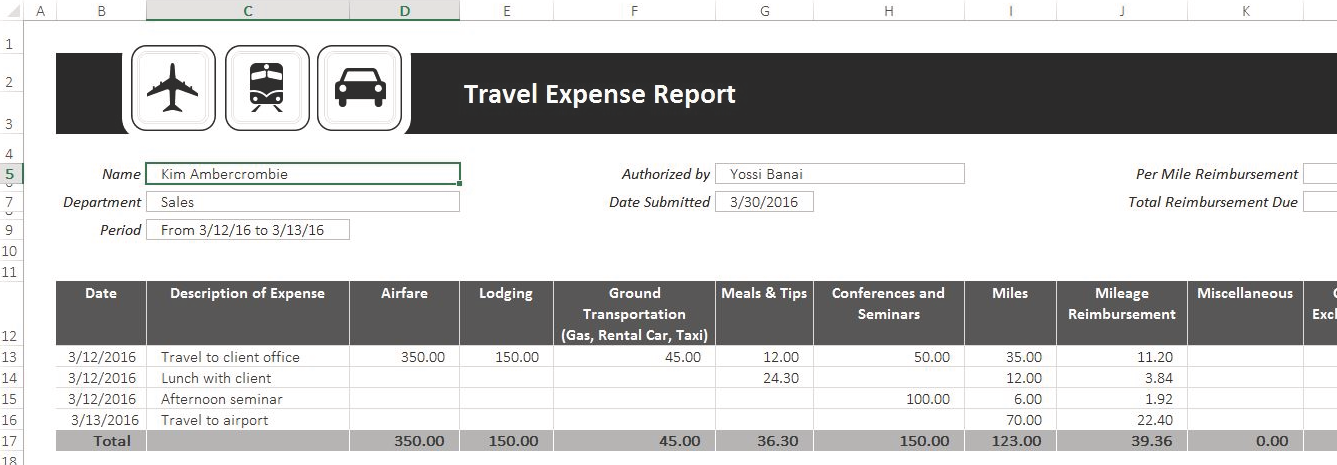 A B C D E F G H I J K
1
2
Travel Expense Report
3
4
5 Name Kim Ambercrombie Authorized by Yossi Banai Per Mile Reimbursement
7 Department Sales Date Submitted 3/30/2016 Total Reimbursement Due
9 Period From 3/12/16 to 3/13/16
10
11
Date Description of Expense Airfare Lodging Ground Meals & Tips Conferences and Miles Mileage Miscellaneous
Transportation Seminars Reimbursement
12 (Gas, Rental Car, Taxi)
13 3/12/2016 Travel to client office 350.00 150.00 45.00 12.00 50.00 35.00 11.20
14 3/12/2016 Lunch with client 24.30 12.00 3.84
15 3/12/2016 Afternoon seminar 100.00 6.00 1.92
16 3/13/2016 Travel to airport 70.00 22.40
17 Total 350.00 150.00 45.00 36.30 150.00 123.00 39.36 0.00
18